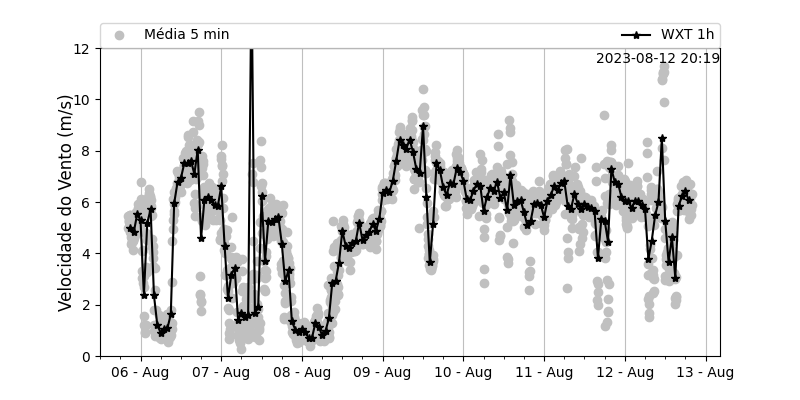 Média 5 min
WXT 1h
2023-08-12 20:19
Velocidade do Vento (m/s)
12
10
8
6
4
2
0
06 - Aug
07 - Aug
08 - Aug
09 - Aug
10 - Aug
11 - Aug
12 - Aug
13 - Aug